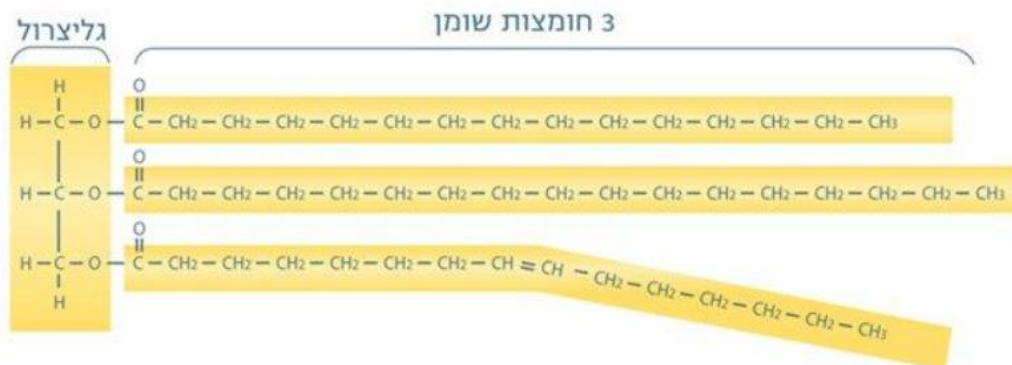 3 חומצות שומן
גליצרול
H O
H – C – O – C – CH₂ – CH₂ – CH₂ – CH₂ – CH₂ – CH₂ – CH₂ – CH₂ – CH₂ – CH₂ – CH₂ – CH₂ – CH₂ – CH₃
O
H – C – O – C – CH₂ – CH₂ – CH₂ – CH₂ – CH₂ – CH₂ – CH₂ – CH₂ – CH₂ – CH₂ – CH₂ – CH₂ – CH₂ – CH₂ – CH₂ – CH₃
O
H – C – O – C – CH₂ – CH₂ – CH₂ – CH₂ – CH₂ – CH₂ – CH = CH – CH₂ – CH₂ – CH₂ – CH₂ – CH₂ – CH₃
H